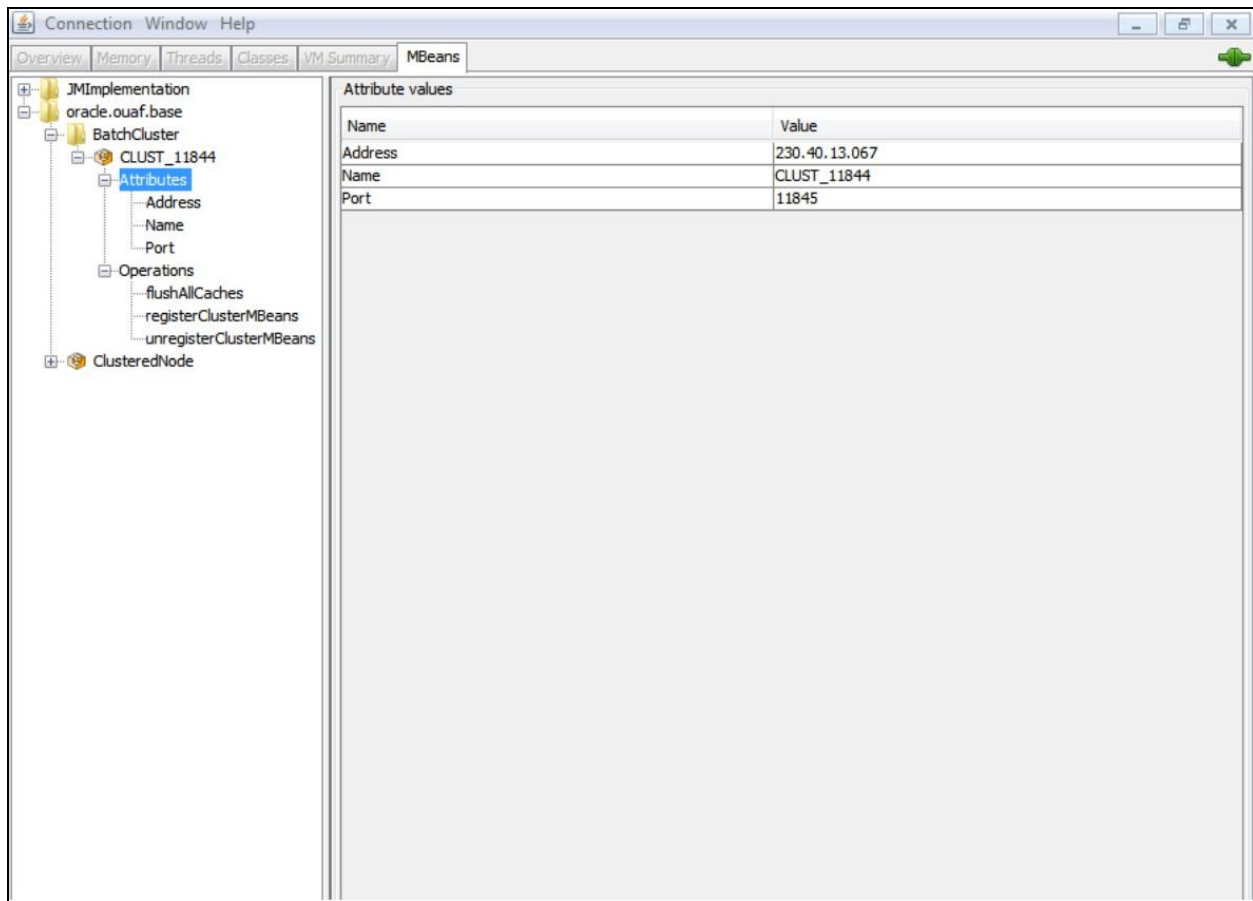 Connection Window Help
Overview Memory Threads Classes VM Summary MBeans
JMImplementation
oracle.ouaf.base
BatchCluster
CLUST_11844
Attributes
Address
Name
Port
Operations
flushAllCaches
registerClusterMBeans
unregisterClusterMBeans
ClusteredNode
Attribute values
Name Value
Address 230.40.13.067
Name CLUST_11844
Port 11845